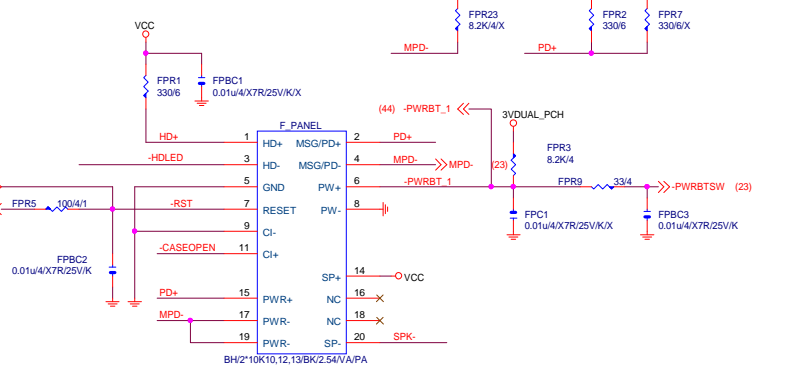 FPR23
8.2K/4/X
FPR2
330/6
FPR7
330/6/X
MPD-
PD+
VCC
FPR1
330/6
FPBC1
0.01u/4/X7R/25V/K/X
(44) -PWRBT_1
3VDUAL_PCH
F_PANEL
HD+ 1 HD+ MSG/PD+ 2 PD+
-HDLED 3 HD- MSG/PD- 4 MPD- MPD- (23)
FPR3
8.2K/4
5 GND PW+ 6 -PWRBT_1 FPR9 33/4 -PWRBTSW (23)
FPR5 100/4/1 -RST 7 RESET PW- 8
FPC1
0.01u/4/X7R/25V/K/X
FPBC3
0.01u/4/X7R/25V/K
9 CI-
-CASEOPEN 11 CI+
FPBC2
0.01u/4/X7R/25V/K
SP+ 14 VCC
PD+ 15 PWR+ NC 16
MPD- 17 PWR- NC 18
19 PWR- SP- 20 SPK-
BH/2*10K10,12,13/BK/2.54/VA/PA